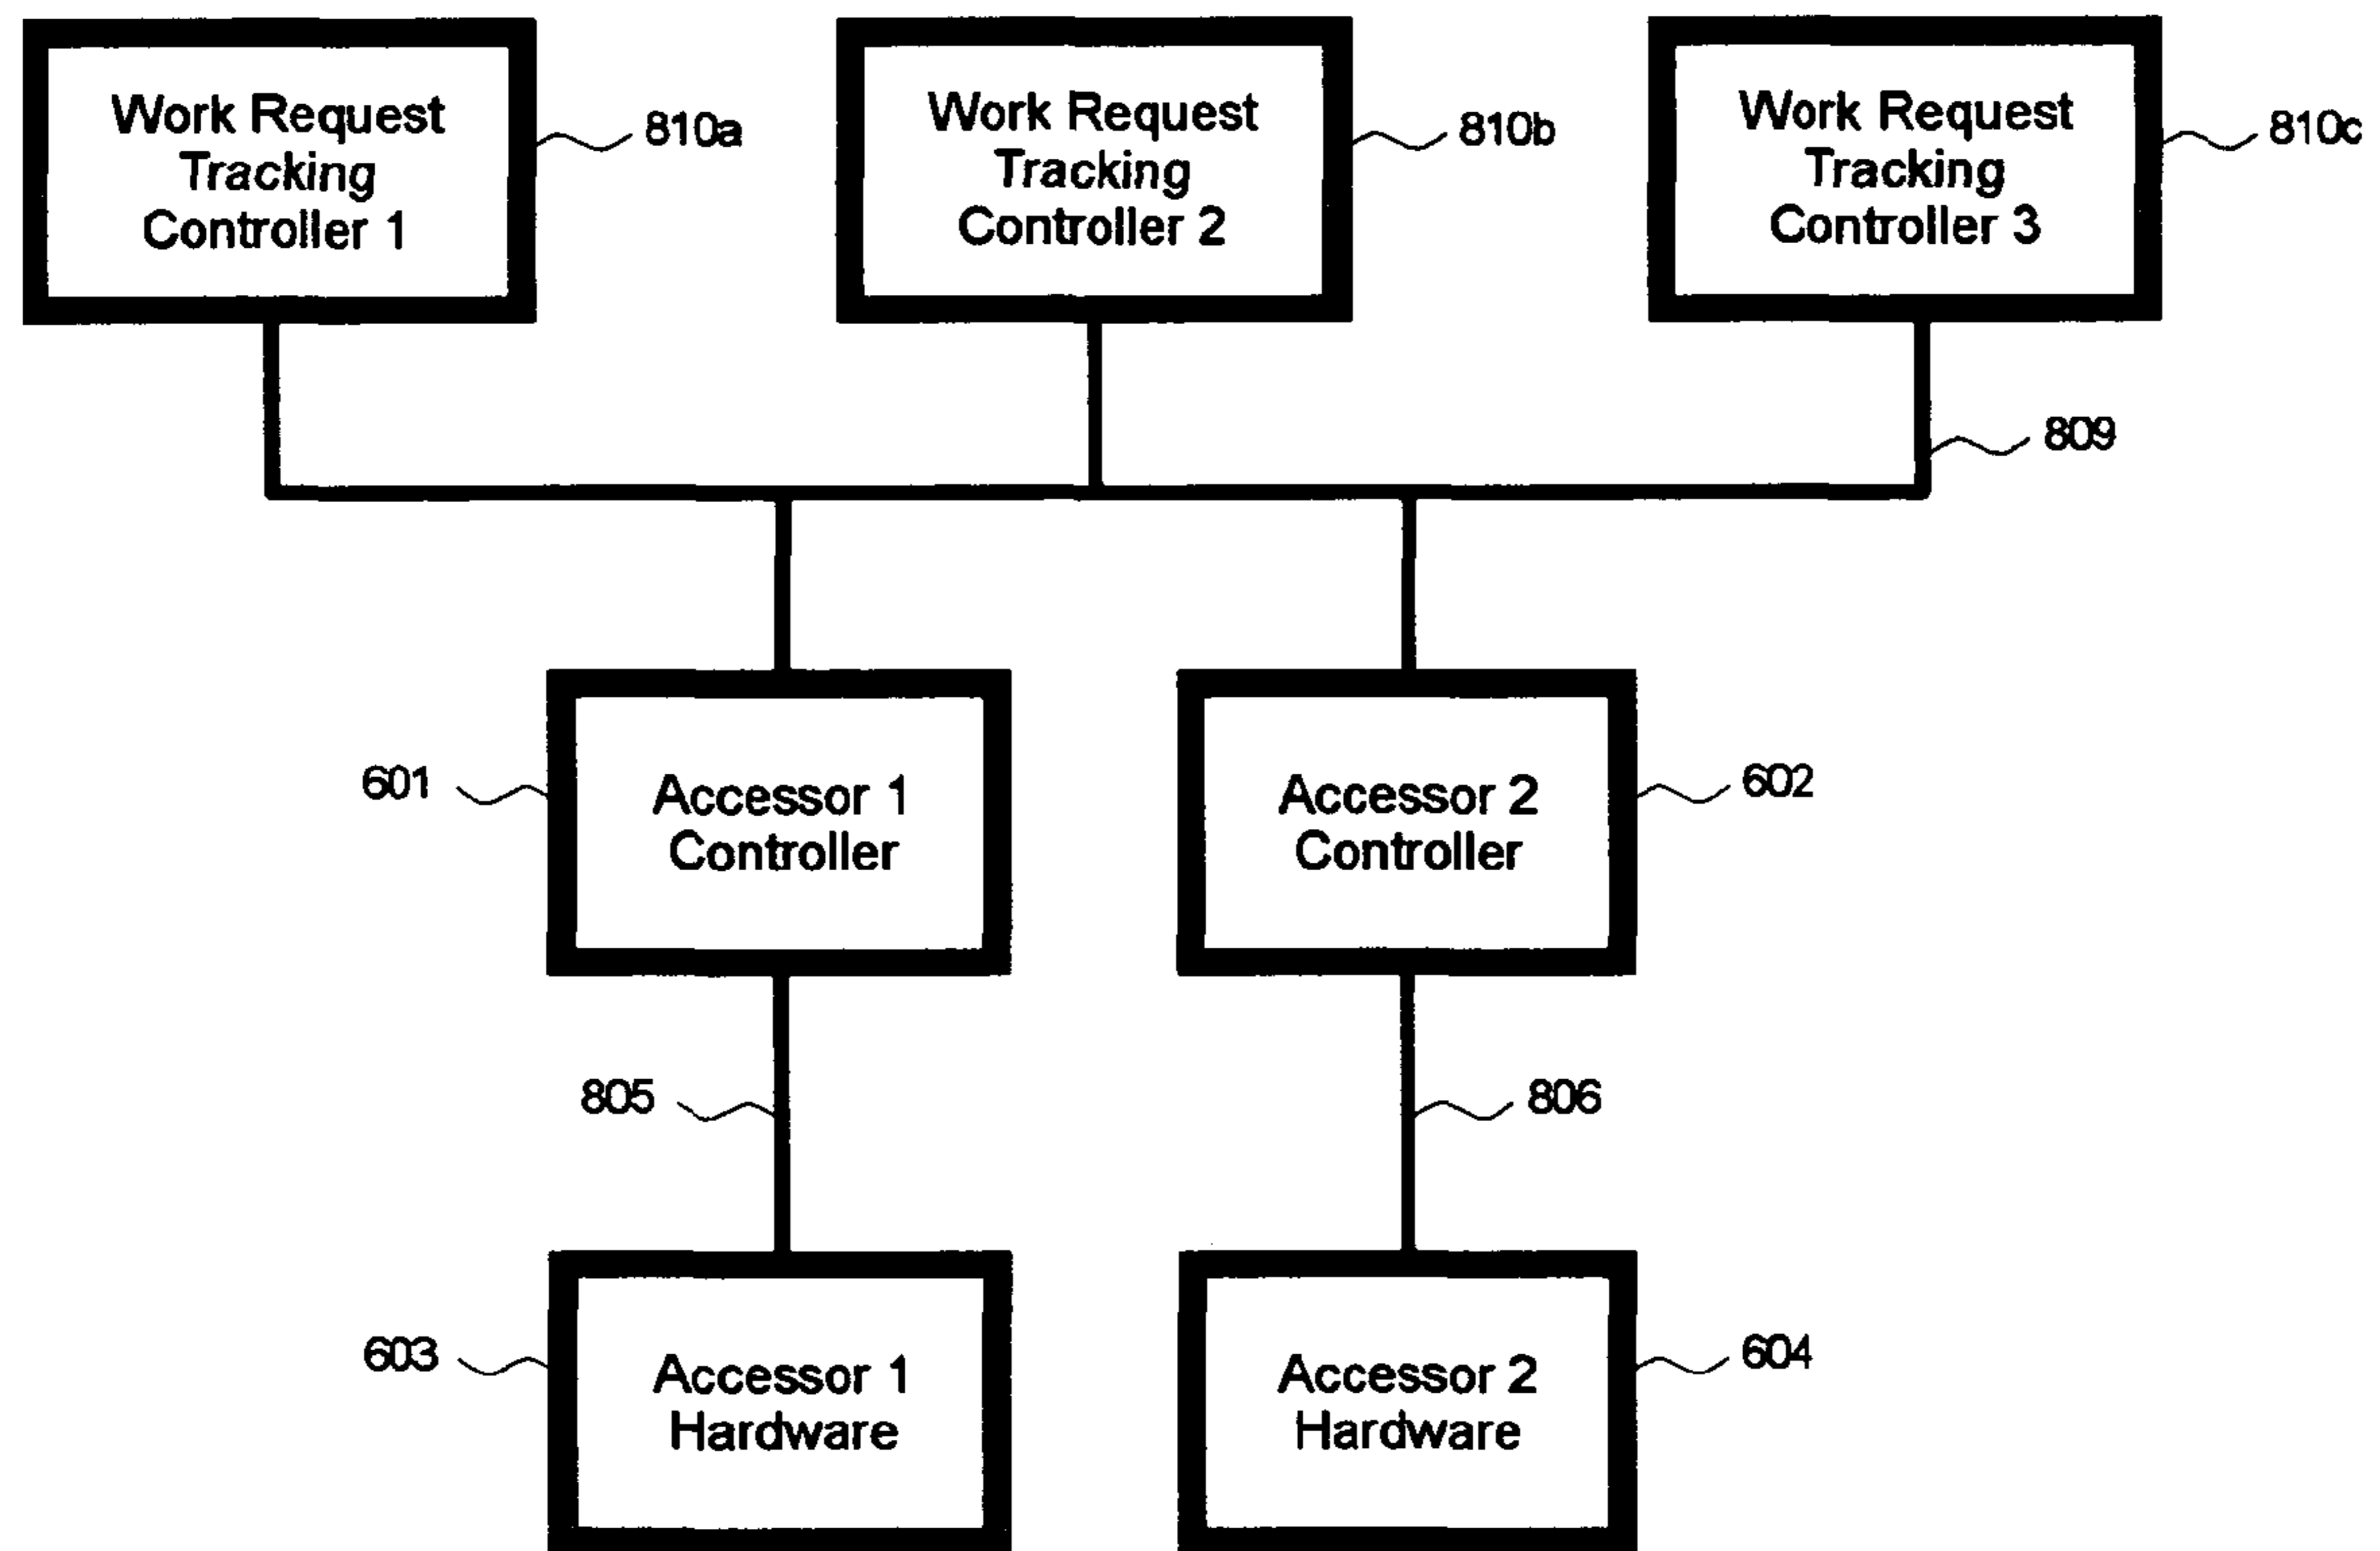 Work Request
Tracking
Controller 1
810a
Work Request
Tracking
Controller 2
810b
Work Request
Tracking
Controller 3
810c
809
601
Accessor 1
Controller
Accessor 2
Controller
602
805
806
603
Accessor 1
Hardware
Accessor 2
Hardware
604